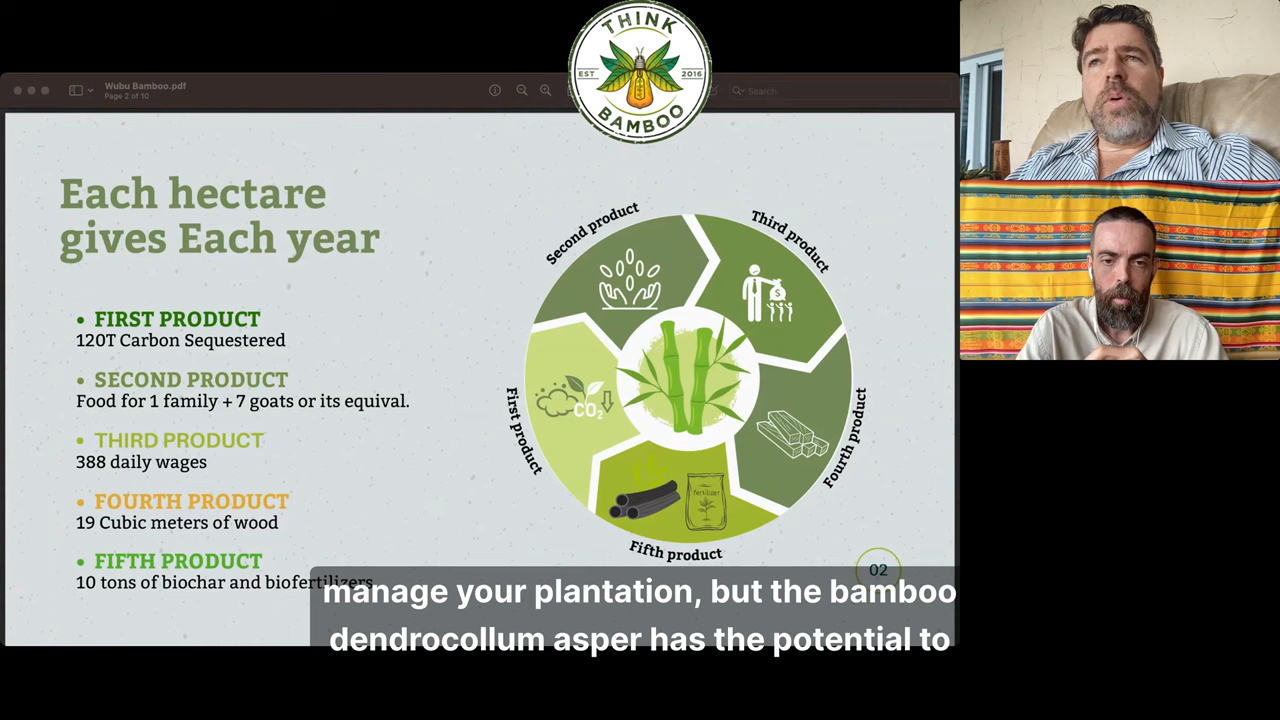 THINK
EST
2016
BAMBOO
Wubu Bamboo.pdf
Page 2 of 10
Search
Each hectare
gives Each year
• FIRST PRODUCT
120T Carbon Sequestered
• SECOND PRODUCT
Food for 1 family + 7 goats or its equival.
• THIRD PRODUCT
388 daily wages
• FOURTH PRODUCT
19 Cubic meters of wood
• FIFTH PRODUCT
10 tons of biochar and biofertilizers
Second product
Third product
First product
CO2
Fourth product
fertilizer
Fifth product
02
manage your plantation, but the bamboo
dendrocollum asper has the potential to